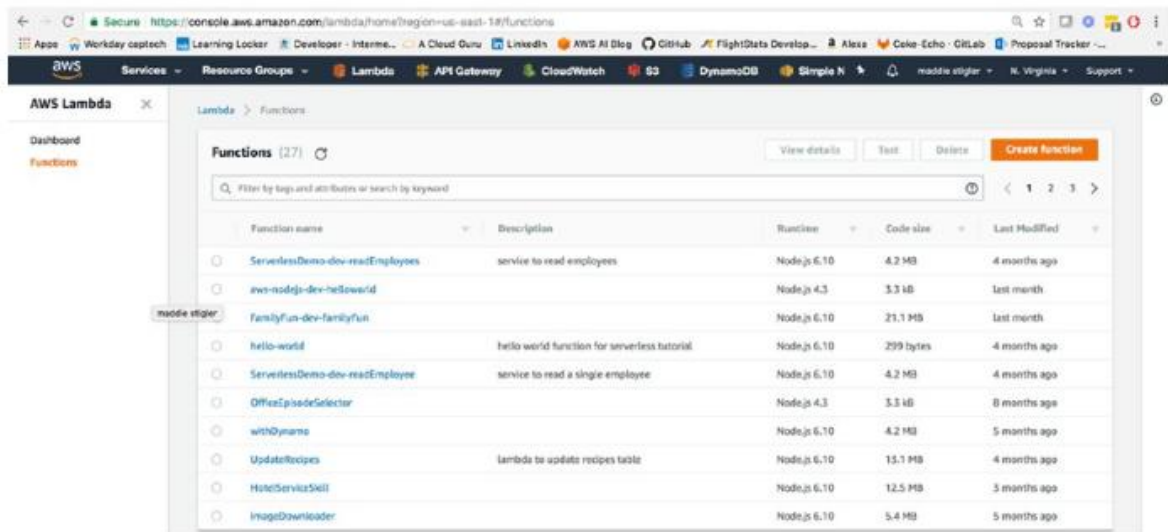 Secure https://console.aws.amazon.com/lambda/home?region=us-east-1#/functions
Apps Workday captech Learning Locker Developer - Interme... A Cloud Guru LinkedIn AWS AI Blog GitHub FlightStats Develop... Alexa Coke-Echo · GitLab Proposal Tracker -...
aws Services Resource Groups Lambda API Gateway CloudWatch S3 DynamoDB Simple N maddie stigler N. Virginia Support
AWS Lambda
Lambda > Functions
Dashboard
Functions
Functions (27) View details Test Delete Create function
Filter by tags and attributes or search by keyword < 1 2 3 >
Function name Description Runtime Code size Last Modified
ServerlessDemo-dev-readEmployees service to read employees Node.js 6.10 4.2 MB 4 months ago
aws-nodejs-dev-helloworld Node.js 4.3 3.3 kB last month
maddie stigler
FamilyFun-dev-familyfun Node.js 6.10 21.1 MB last month
hello-world hello world function for serverless tutorial Node.js 6.10 299 bytes 4 months ago
ServerlessDemo-dev-readEmployee service to read a single employee Node.js 6.10 4.2 MB 4 months ago
OfficeEpisodeSelector Node.js 4.3 3.3 kB 8 months ago
withDynamo Node.js 6.10 4.2 MB 5 months ago
UpdateRecipes lambda to update recipes table Node.js 6.10 13.1 MB 4 months ago
HotelServiceSkill Node.js 6.10 12.5 MB 3 months ago
imageDownloader Node.js 6.10 5.4 MB 5 months ago